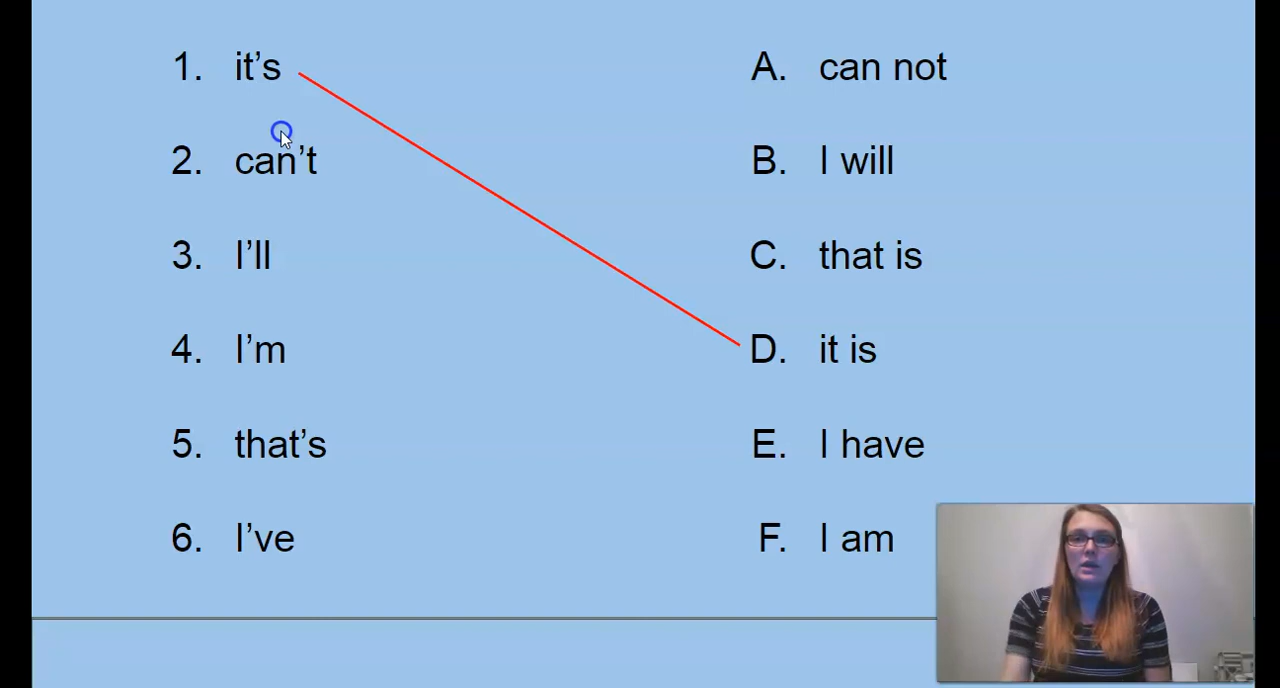 1. it’s
A. can not
2. can’t
B. I will
3. I’ll
C. that is
4. I’m
D. it is
5. that’s
E. I have
6. I’ve
F. I am